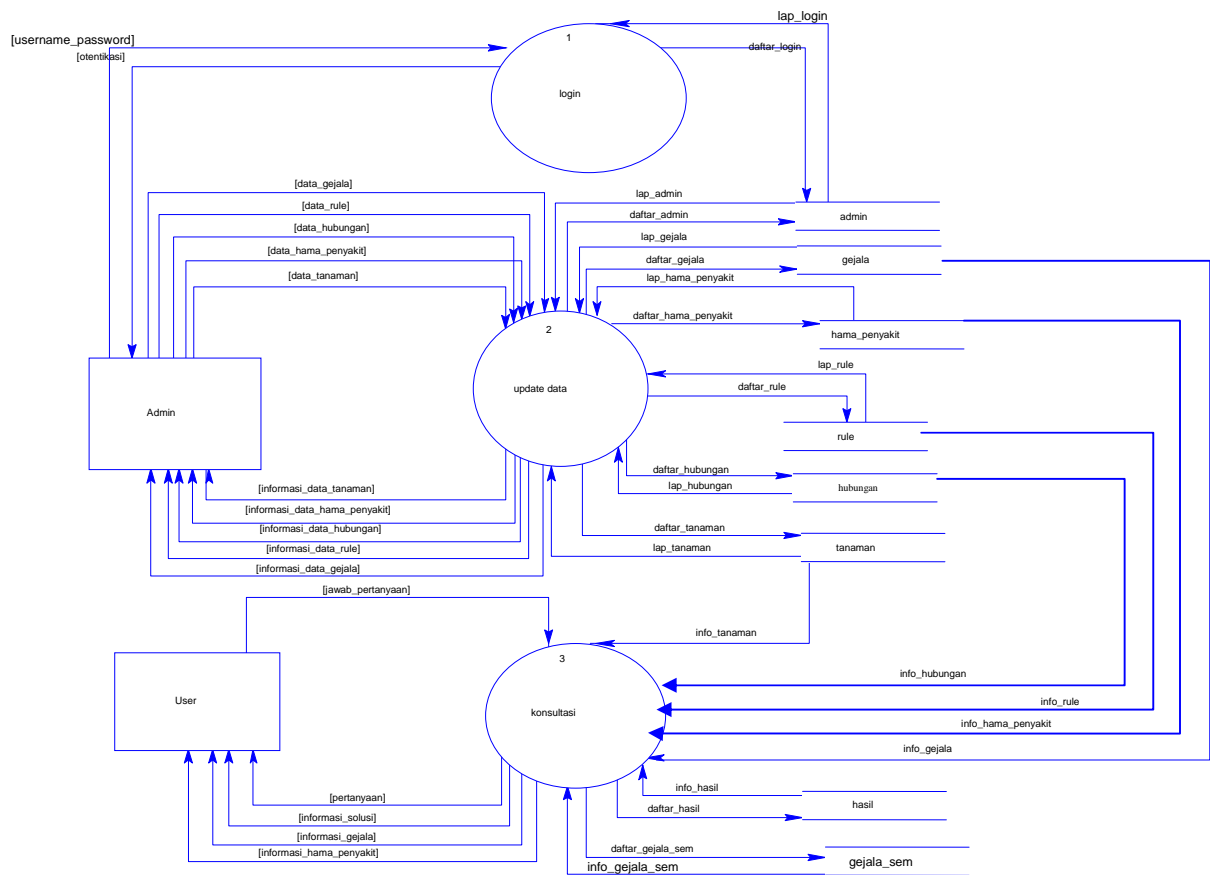 lap_login
[username_password]
1
daftar_login
[otentikasi]
login
[data_gejala]
lap_admin
[data_rule]
daftar_admin
admin
[data_hubungan]
lap_gejala
[data_hama_penyakit]
daftar_gejala
gejala
[data_tanaman]
lap_hama_penyakit
daftar_hama_penyakit
2
hama_penyakit
lap_rule
update data
daftar_rule
Admin
rule
daftar_hubungan
[informasi_data_tanaman]
lap_hubungan
hubungan
[informasi_data_hama_penyakit]
[informasi_data_hubungan]
daftar_tanaman
[informasi_data_rule]
lap_tanaman
tanaman
[informasi_data_gejala]
[jawab_pertanyaan]
info_tanaman
3
info_hubungan
User
info_rule
konsultasi
info_hama_penyakit
info_gejala
info_hasil
[pertanyaan]
daftar_hasil
hasil
[informasi_solusi]
[informasi_gejala]
daftar_gejala_sem
[informasi_hama_penyakit]
info_gejala_sem
gejala_sem